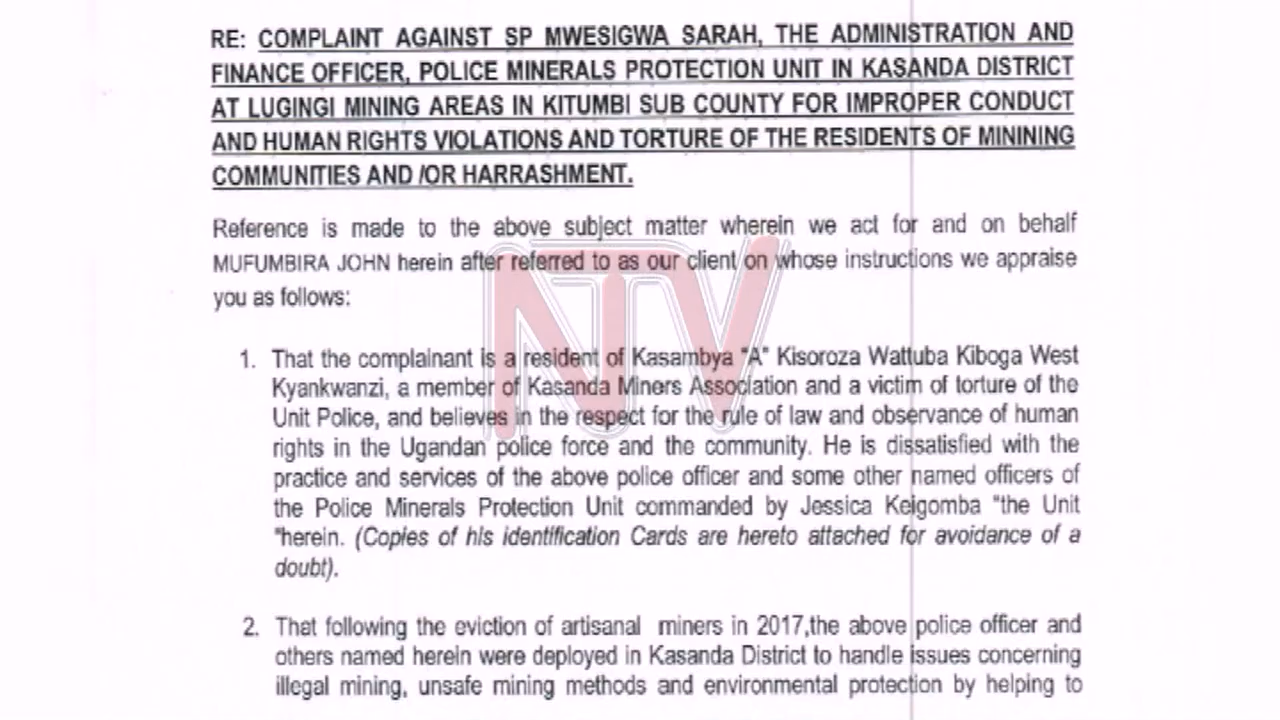 RE: COMPLAINT AGAINST SP MWESIGWA SARAH, THE ADMINISTRATION AND
FINANCE OFFICER, POLICE MINERALS PROTECTION UNIT IN KASANDA DISTRICT
AT LUGINGI MINING AREAS IN KITUMBI SUB COUNTY FOR IMPROPER CONDUCT
AND HUMAN RIGHTS VIOLATIONS AND TORTURE OF THE RESIDENTS OF MINING
COMMUNITIES AND /OR HARRASHMENT.
Reference is made to the above subject matter wherein we act for and on behalf
MUFUMBIRA JOHN herein after referred to as our client on whose instructions we appraise
you as follows:
1. That the complainant is a resident of Kasambya "A" Kisoroza Wattuba Kiboga West
Kyankwanzi, a member of Kasanda Miners Association and a victim of torture of the
Unit Police, and believes in the respect for the rule of law and observance of human
rights in the Ugandan police force and the community. He is dissatisfied with the
practice and services of the above police officer and some other named officers of
the Police Minerals Protection Unit commanded by Jessica Keigomba "the Unit
"herein. (Copies of his identification Cards are hereto attached for avoidance of a
doubt).
2. That following the eviction of artisanal miners in 2017,the above police officer and
others named herein were deployed in Kasanda District to handle issues concerning
illegal mining, unsafe mining methods and environmental protection by helping to
NTV